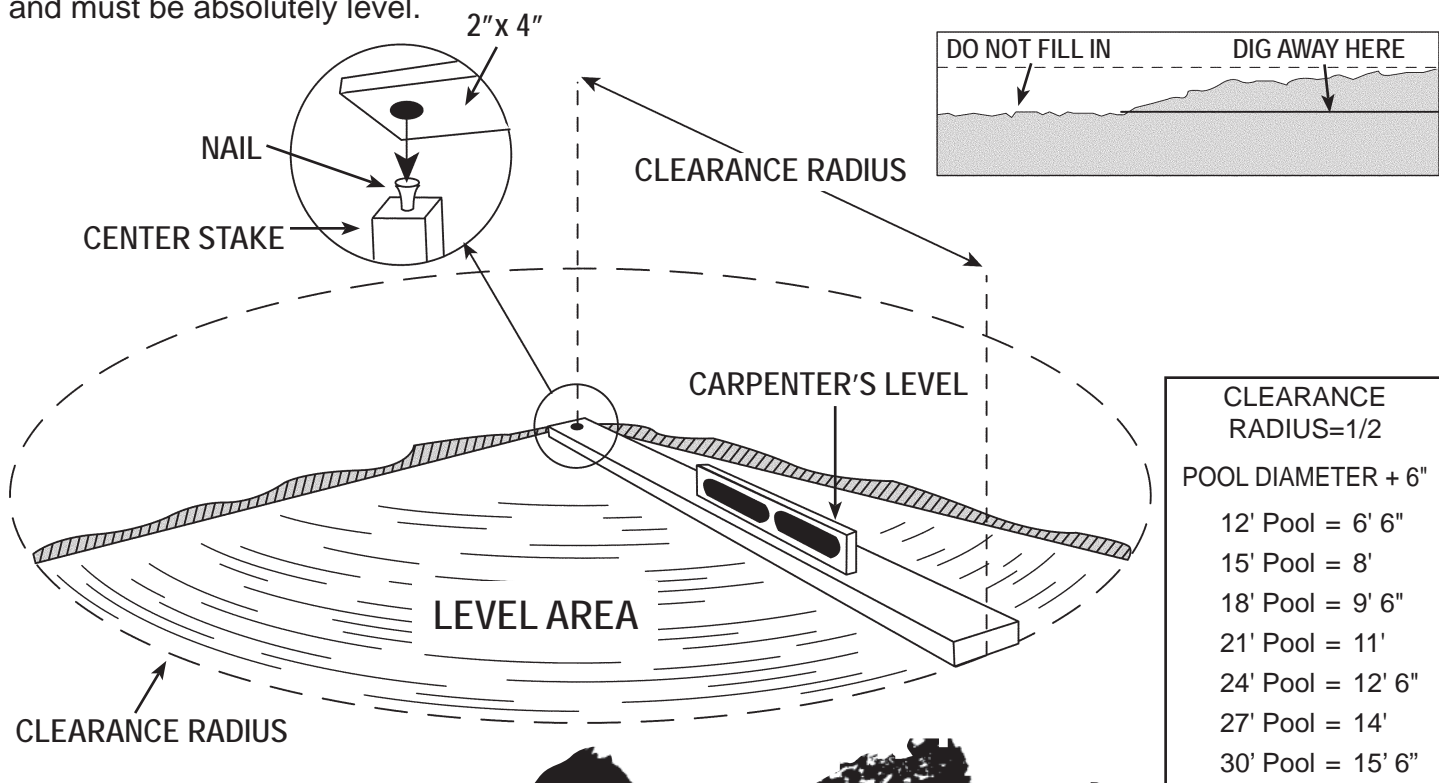 and must be absolutely level.
2”x 4”
DO NOT FILL IN
DIG AWAY HERE
NAIL
CLEARANCE RADIUS
CENTER STAKE
CARPENTER’S LEVEL
LEVEL AREA
CLEARANCE RADIUS
CLEARANCE
RADIUS=1/2
POOL DIAMETER + 6"
12' Pool = 6' 6"
15' Pool = 8'
18' Pool = 9' 6"
21' Pool = 11'
24' Pool = 12' 6"
27' Pool = 14'
30' Pool = 15' 6”